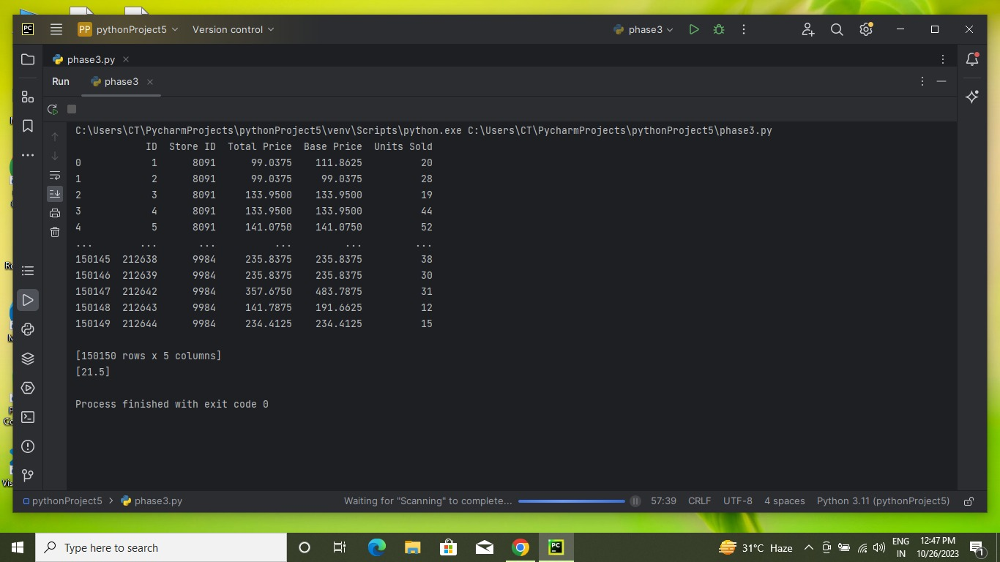 PC
PP pythonProject5
Version control
phase3
phase3.py
Run phase3
C:\Users\CT\PycharmProjects\pythonProject5\venv\Scripts\python.exe C:\Users\CT\PycharmProjects\pythonProject5\phase3.py
ID Store ID Total Price Base Price Units Sold
0 1 8091 99.0375 111.8625 20
1 2 8091 99.0375 99.0375 28
2 3 8091 133.9500 133.9500 19
3 4 8091 133.9500 133.9500 44
4 5 8091 141.0750 141.0750 52
... ... ... ... ... ...
150145 212638 9984 235.8375 235.8375 38
150146 212639 9984 235.8375 235.8375 30
150147 212642 9984 357.6750 483.7875 31
150148 212643 9984 141.7875 191.6625 12
150149 212644 9984 234.4125 234.4125 15
[150150 rows x 5 columns]
[21.5]
Process finished with exit code 0
pythonProject5 > phase3.py
Waiting for "Scanning" to complete... 57:39 CRLF UTF-8 4 spaces Python 3.11 (pythonProject5)
Type here to search
PC
31°C Haze
ENG
IN
12:47 PM
10/26/2023
1